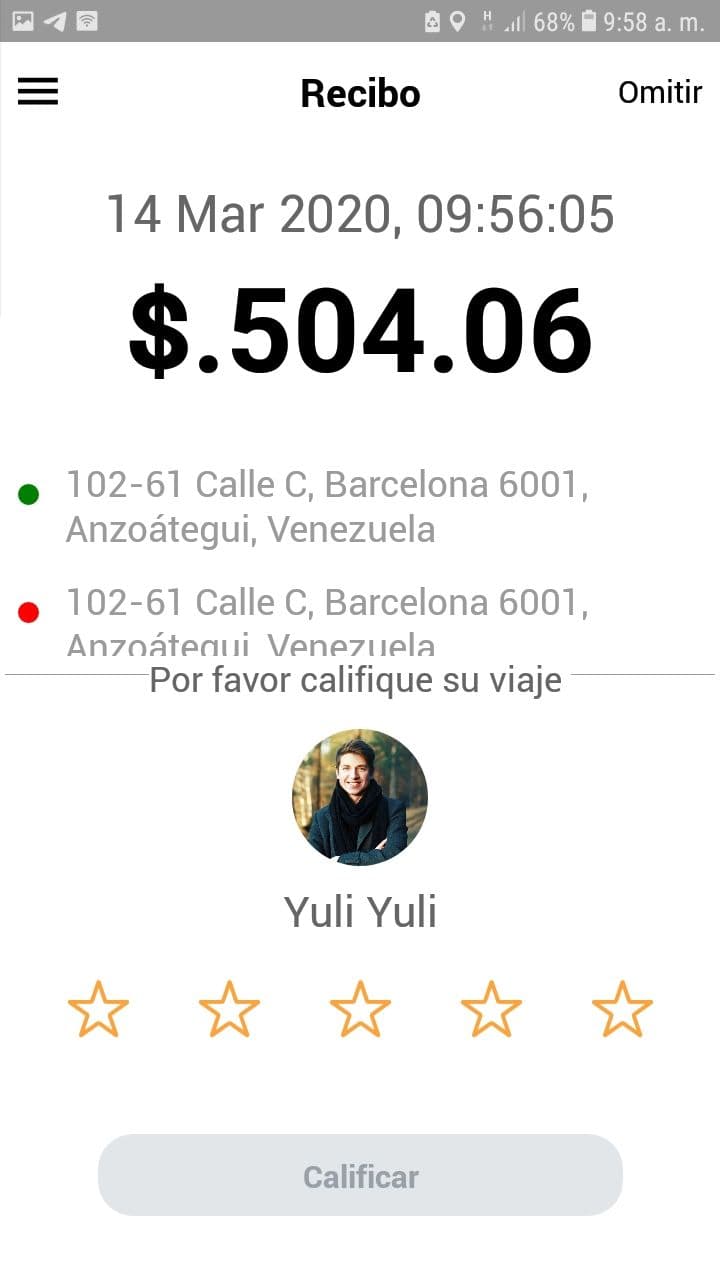 H 68% 9:58 a. m.
Recibo
Omitir
14 Mar 2020, 09:56:05
$.504.06
102-61 Calle C, Barcelona 6001,
Anzoátegui, Venezuela
102-61 Calle C, Barcelona 6001,
Anzoátegui, Venezuela
Por favor califique su viaje
Yuli Yuli
Calificar